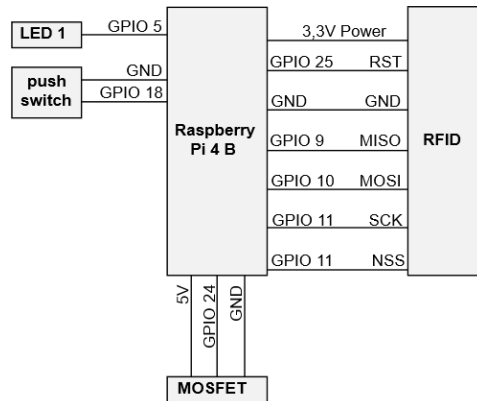 LED 1
GPIO 5
GND
push
switch
GPIO 18
Raspberry
Pi 4 B
3,3V Power
GPIO 25 RST
GND GND
GPIO 9 MISO
GPIO 10 MOSI
GPIO 11 SCK
GPIO 11 NSS
RFID
5V
GPIO 24
GND
MOSFET